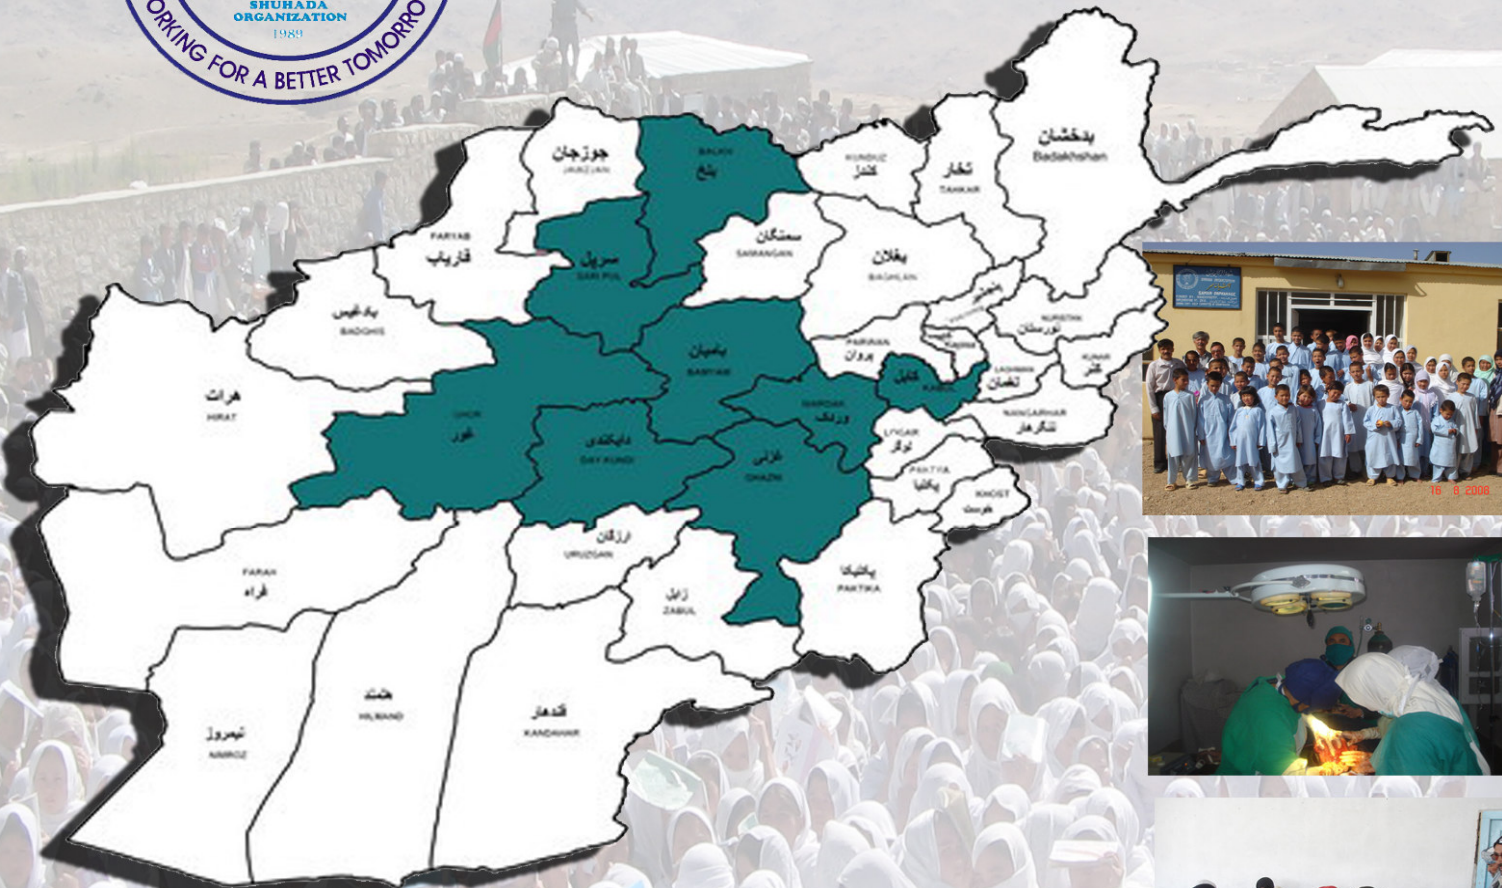 SHUHADA
ORGANIZATION
1989
WORKING FOR A BETTER TOMORRO
بدخشان
Badakhshan
جوزجان
JAWZJAN
BALKH
بلخ
KUNDUZ
کندز
تخار
TAHKAR
FARYAB
فاریاب
سرپل
SARI PUL
سمنگان
SAMANGAN
بغلان
BAGHLAN
بادغیس
BADGHIS
هرات
HIRAT
بامیان
BAMYAN
PARWAN
پروان
NURISTAN
نورستان
KUNAR
کنر
LAGHMAN
لغمان
کابل
KABUL
WARDAK
وردک
NANGARHAR
ننگرهار
GHOR
غور
دایکندی
DAY KUNDI
غزنی
GHAZNI
LOGAR
لوگر
PAKTYA
پکتیا
KHOST
خوست
ارزگان
URUZGAN
زابل
ZABUL
پکتیکا
PAKTIKA
FARAH
فراه
نیمروز
NIMROZ
هلمند
HILMAND
قندهار
KANDAHAR
16 8 2008